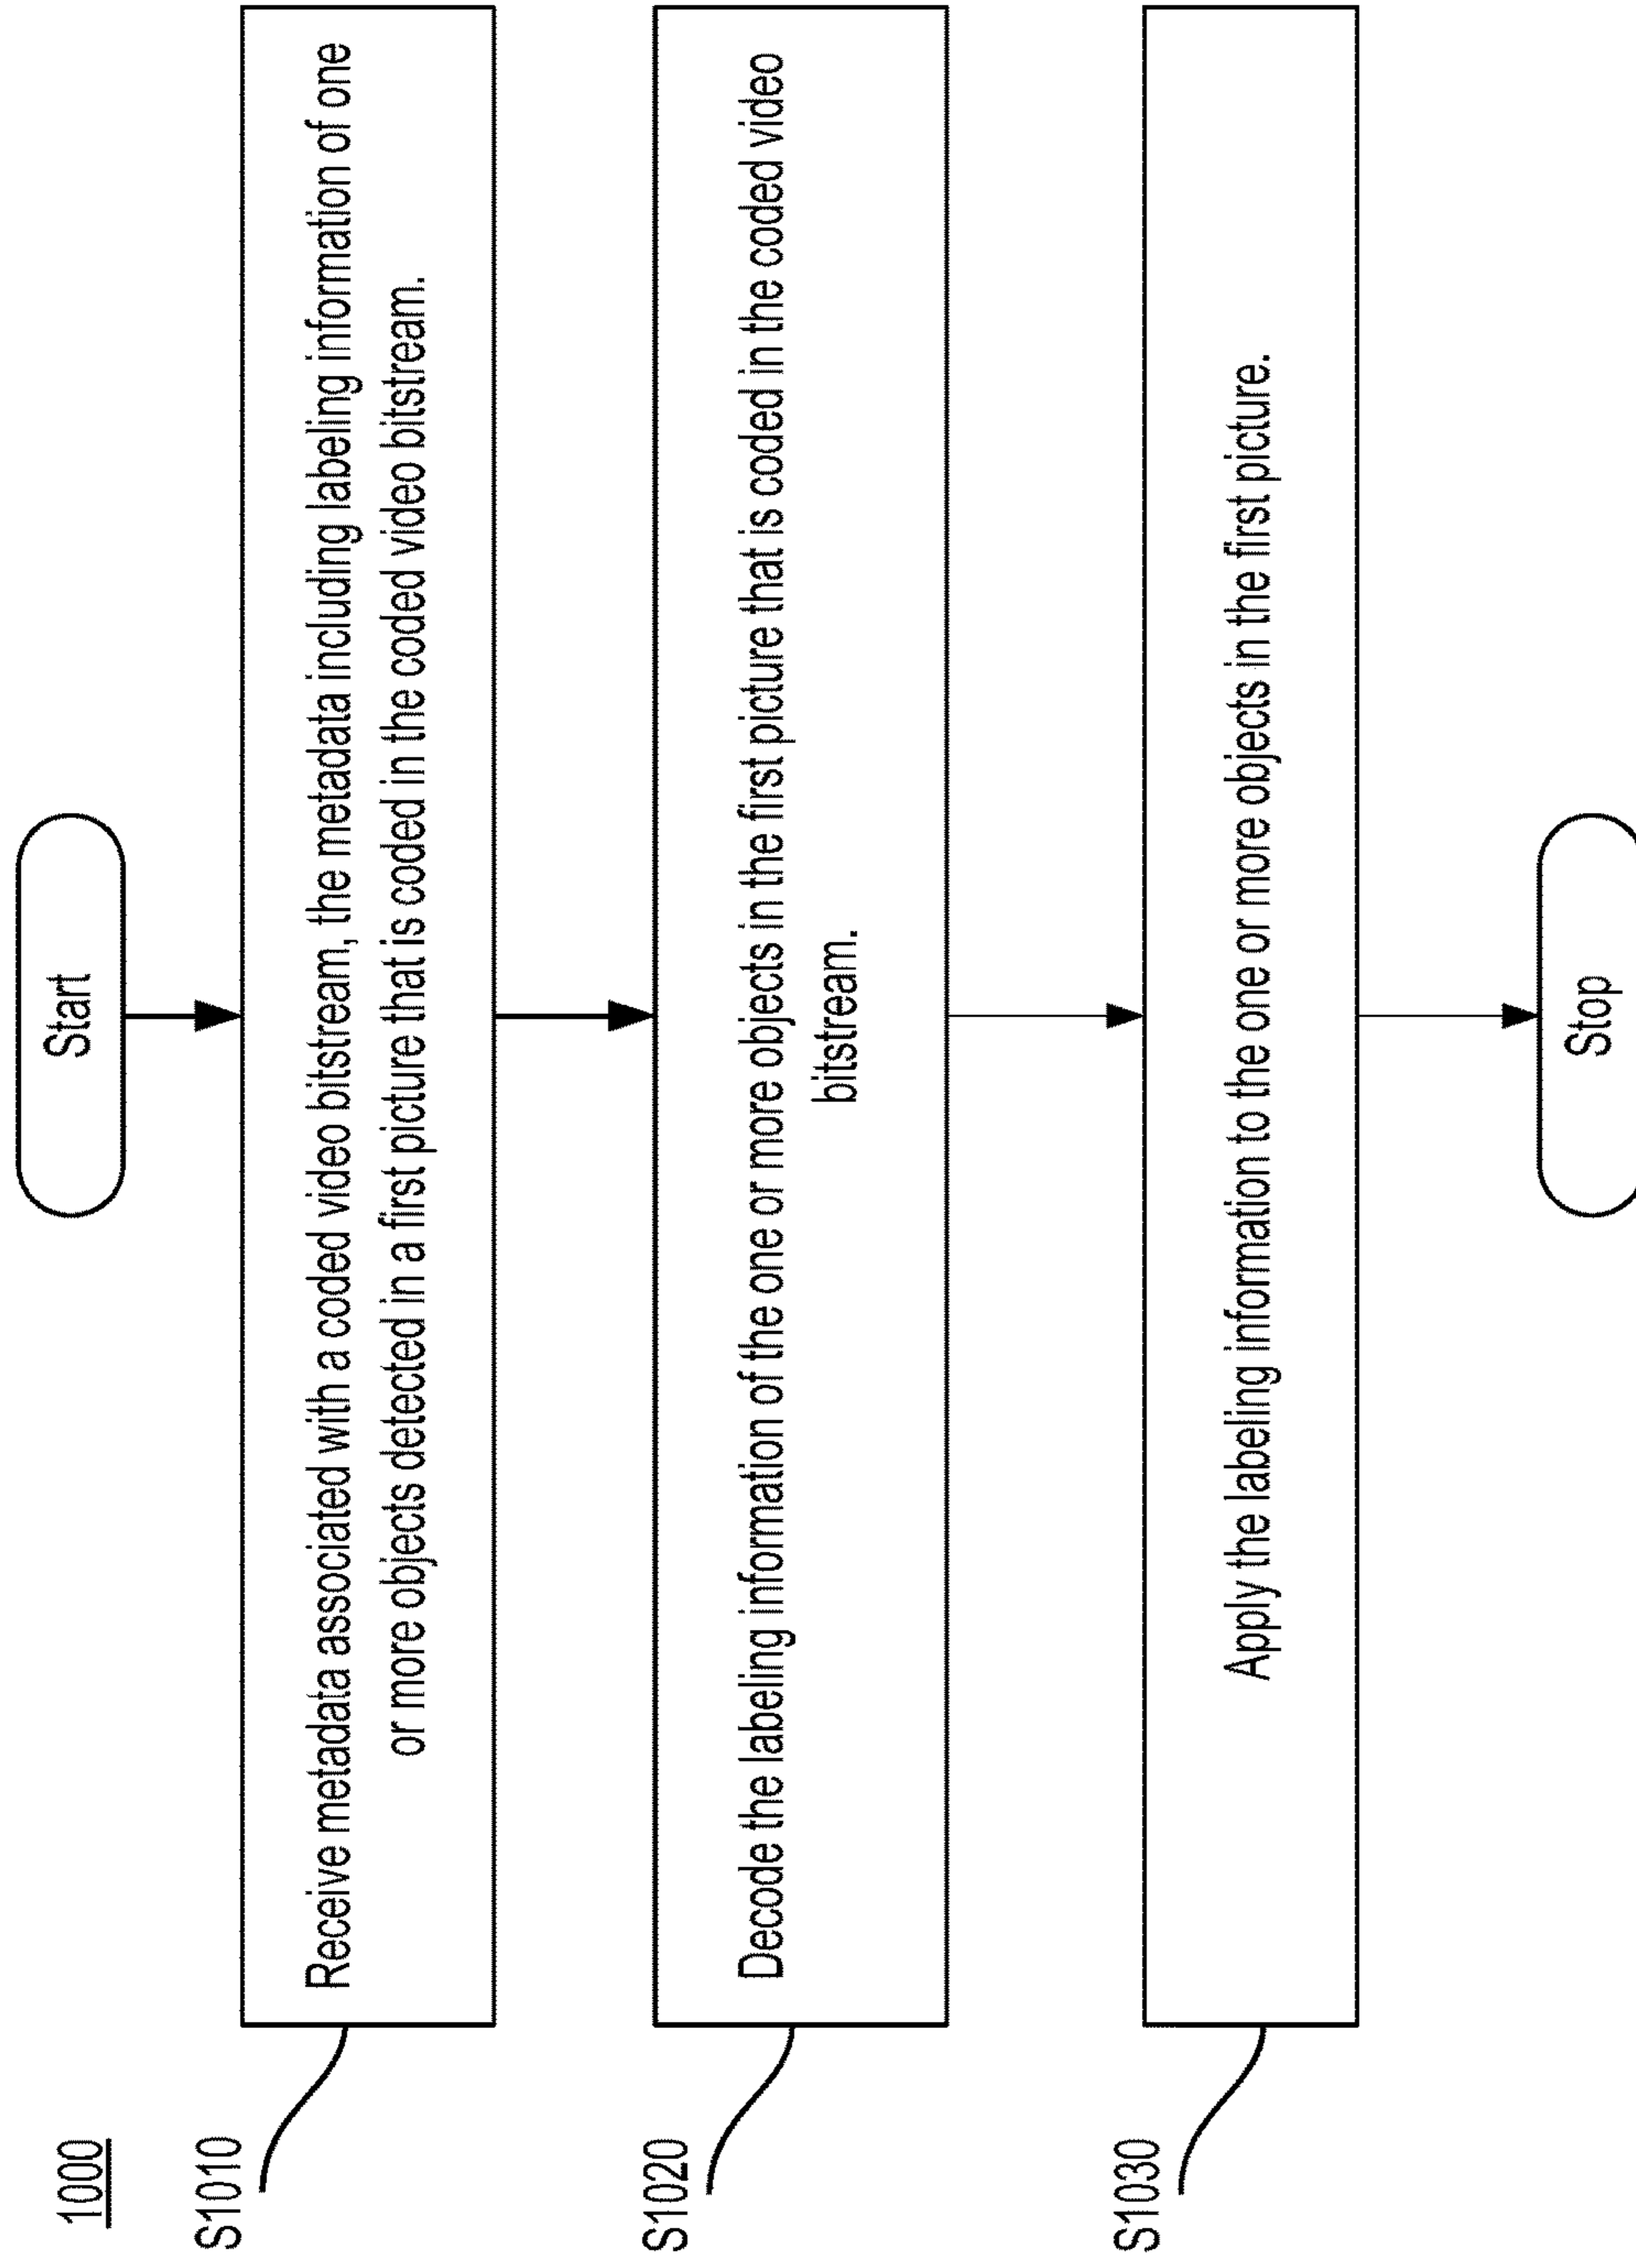 1000
Start
S1010
Receive metadata associated with a coded video bitstream, the metadata including labeling information of one
or more objects detected in a first picture that is coded in the coded video bitstream.
S1020
Decode the labeling information of the one or more objects in the first picture that is coded in the coded video
bitstream.
S1030
Apply the labeling information to the one or more objects in the first picture.
Stop